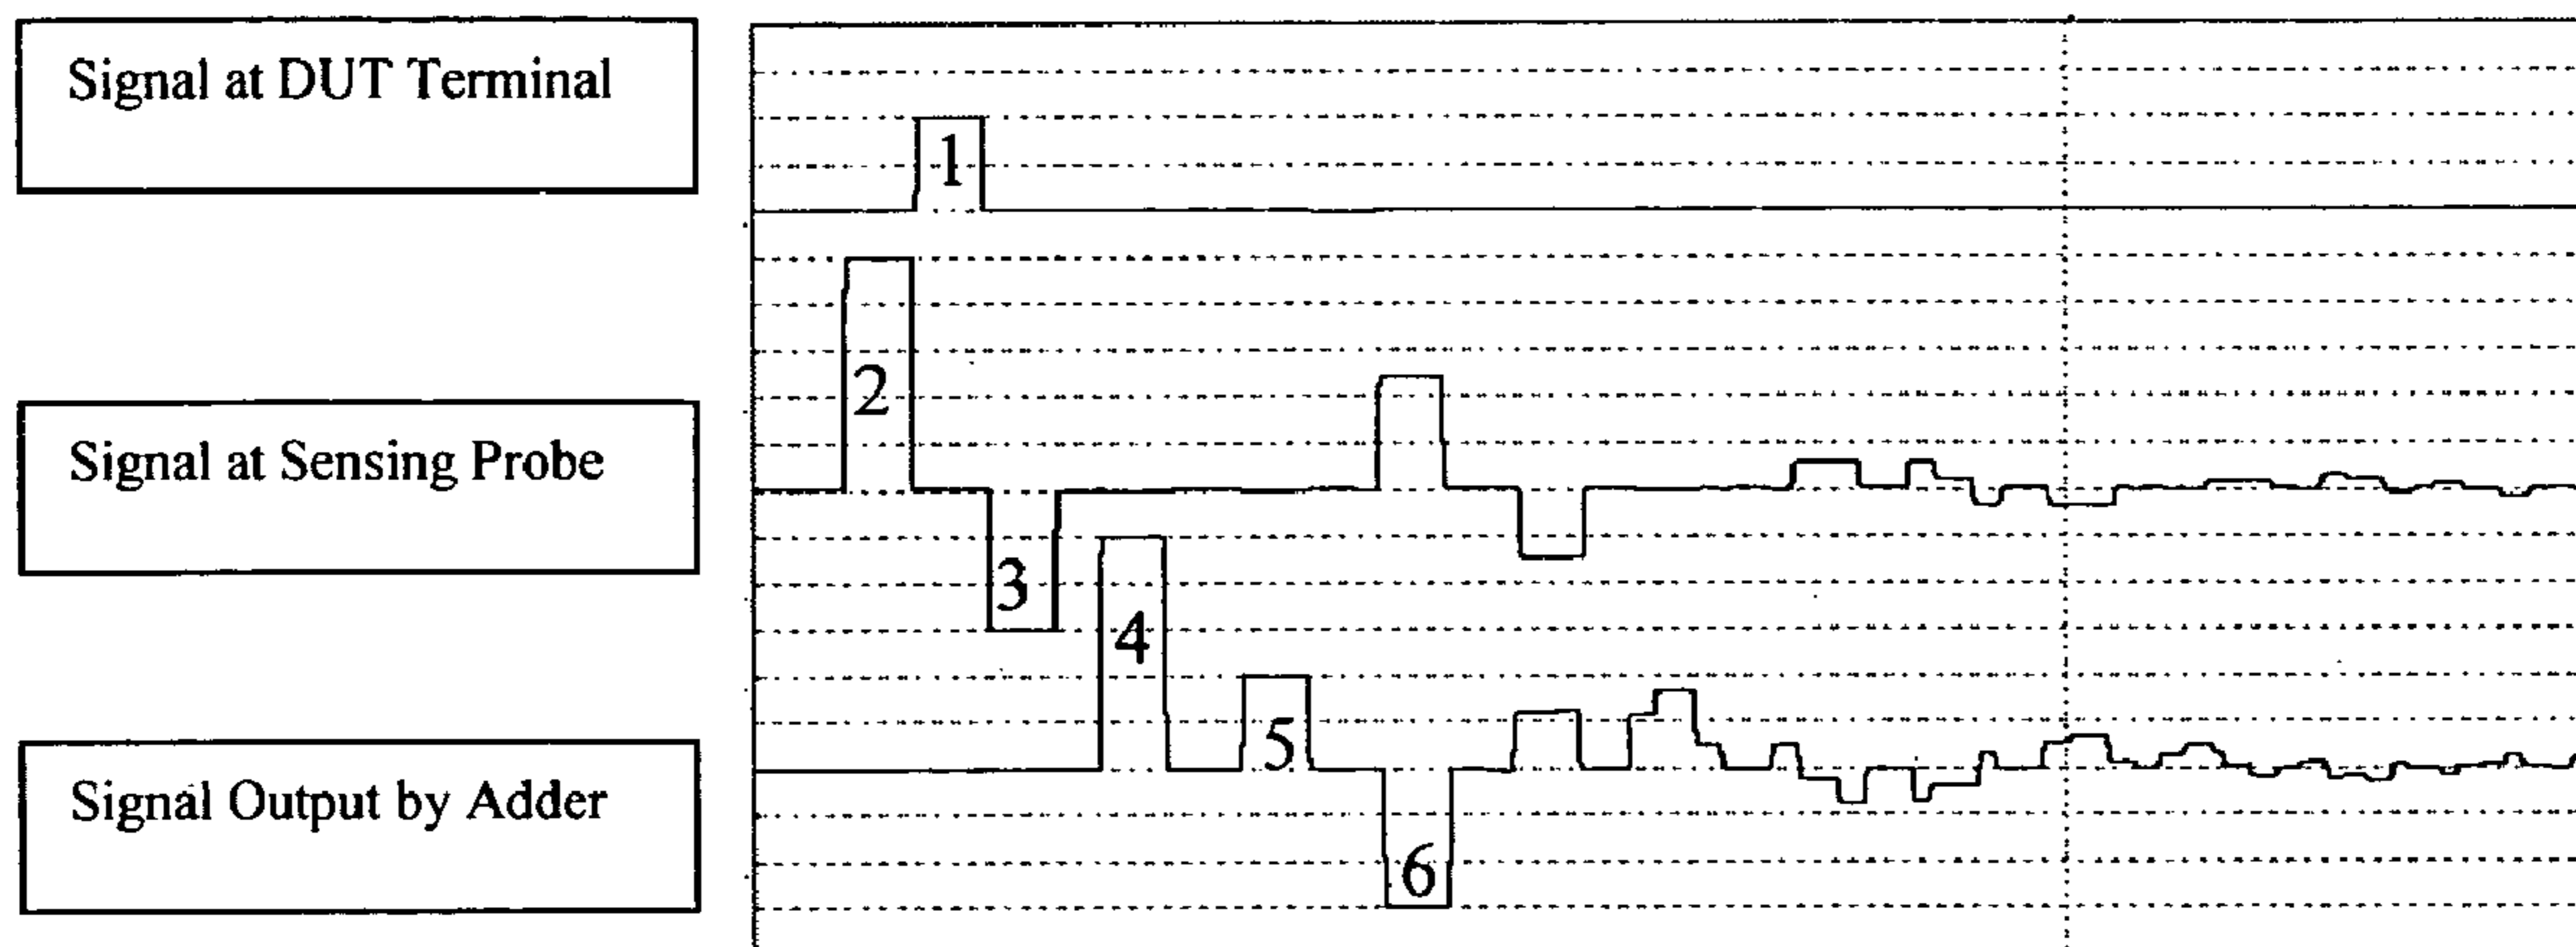 Signal at DUT Terminal
1
2
Signal at Sensing Probe
3
4
5
Signal Output by Adder
6